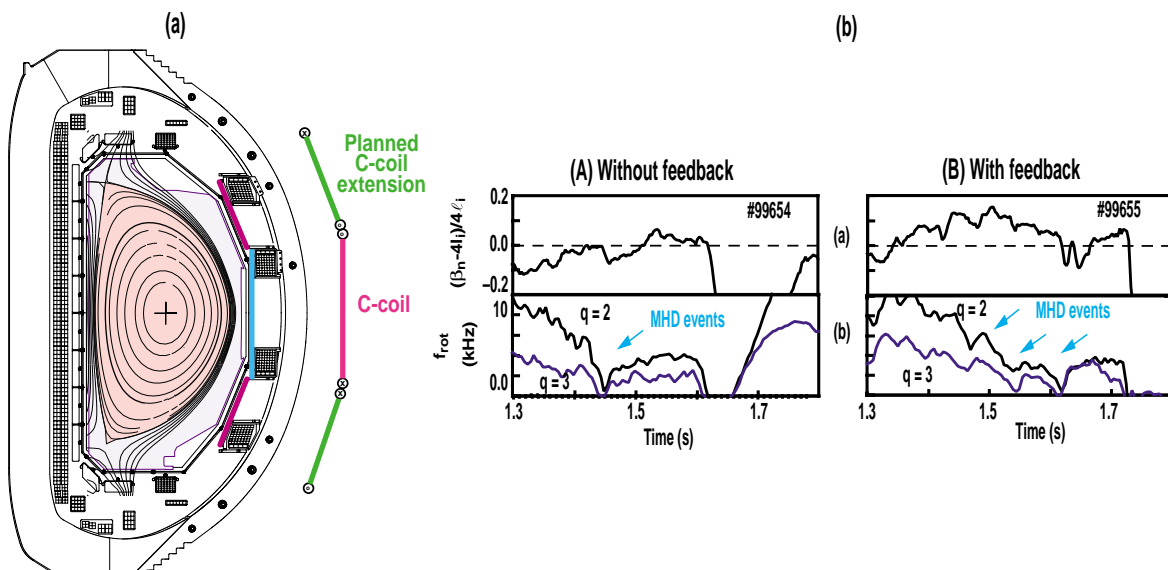 (a)
Planned
C-coil
extension
C-coil
(b)
(A) Without feedback
(B) With feedback
(βn-4li)/4ℓi
0.2
0.0
−0.2
#99654
#99655
(a)
frot
(kHz)
10
0.0
q = 2
MHD events
q = 3
q = 2
MHD events
q = 3
(b)
1.3
1.5
1.7
1.3
1.5
1.7
Time (s)
Time (s)